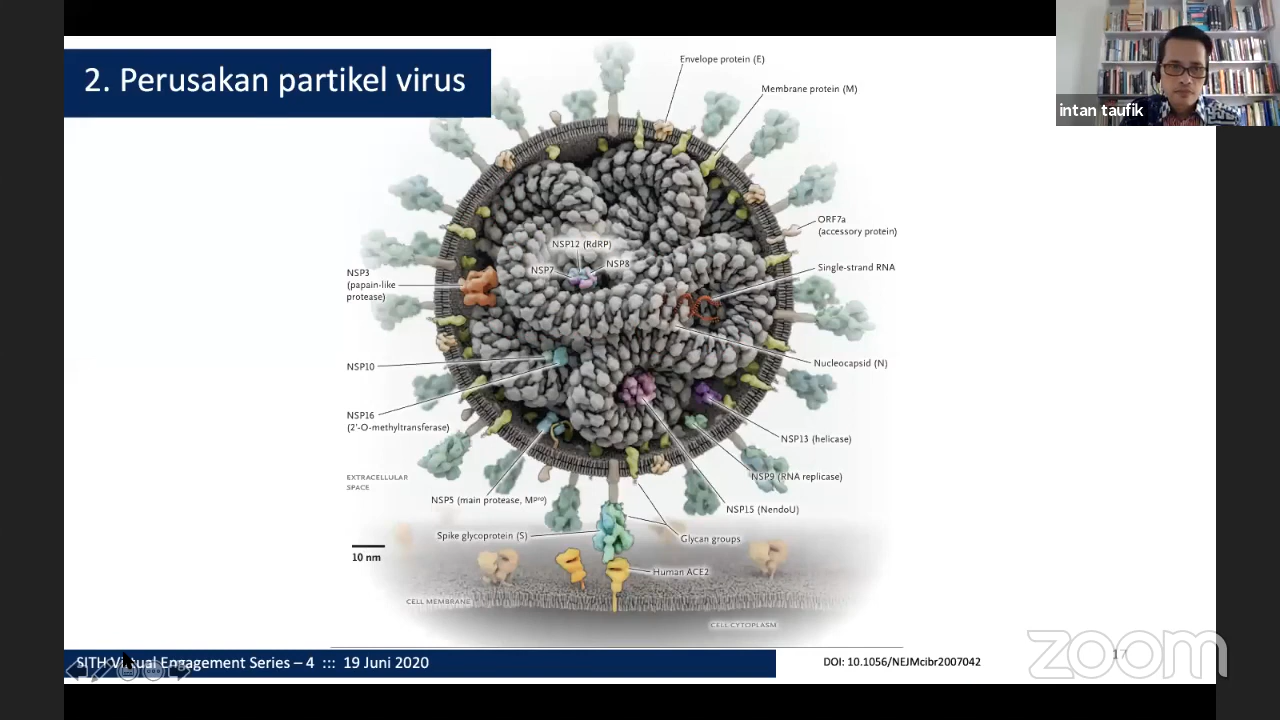 2. Perusakan partikel virus
intan taufik
Envelope protein (E)
Membrane protein (M)
ORF7a
(accessory protein)
Single-strand RNA
NSP12 (RdRP)
NSP7
NSP8
NSP3
(papain-like
protease)
NSP10
NSP16
(2'-O-methyltransferase)
Nucleocapsid (N)
NSP13 (helicase)
NSP9 (RNA replicase)
NSP15 (NendoU)
EXTRACELLULAR
SPACE
NSP5 (main protease, Mᵖʳᵒ)
Spike glycoprotein (S)
Glycan groups
10 nm
Human ACE2
CELL MEMBRANE
CELL CYTOPLASM
SITH Virtual Engagement Series – 4 ::: 19 Juni 2020
DOI: 10.1056/NEJMcibr2007042
17
zoom